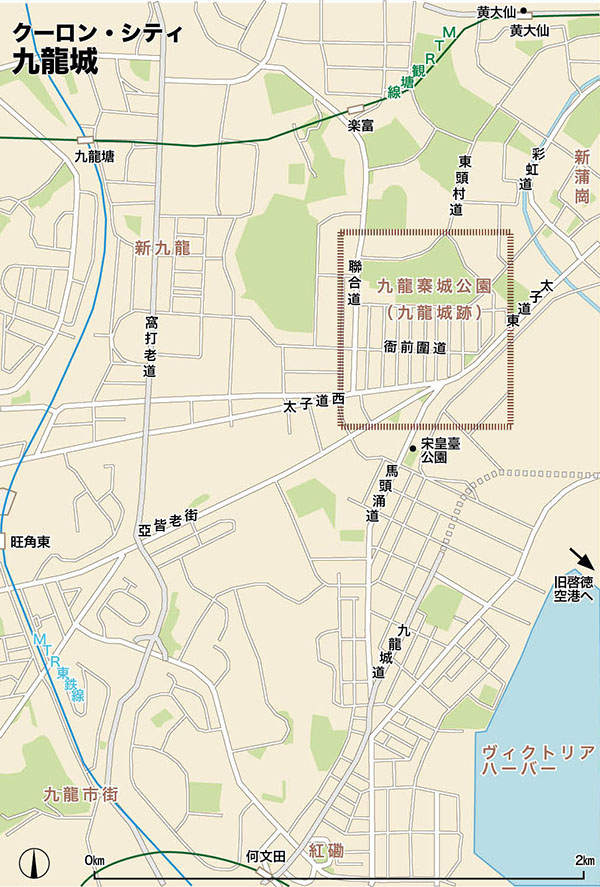 クーロン・シティ
九龍城
黄大仙
黄大仙
MTR観塘線
楽富
九龍塘
東頭村道
彩虹道
新蒲崗
新九龍
聯合道
九龍寨城公園
(九龍城跡)
太子道東
窩打老道
衙前圍道
太子道西
宋皇臺
公園
馬頭涌道
亞皆老街
旺角東
旧啓徳
空港へ
MTR東鉄線
九龍城道
ヴィクトリア
ハーバー
九龍市街
何文田
紅磡
0km
2km